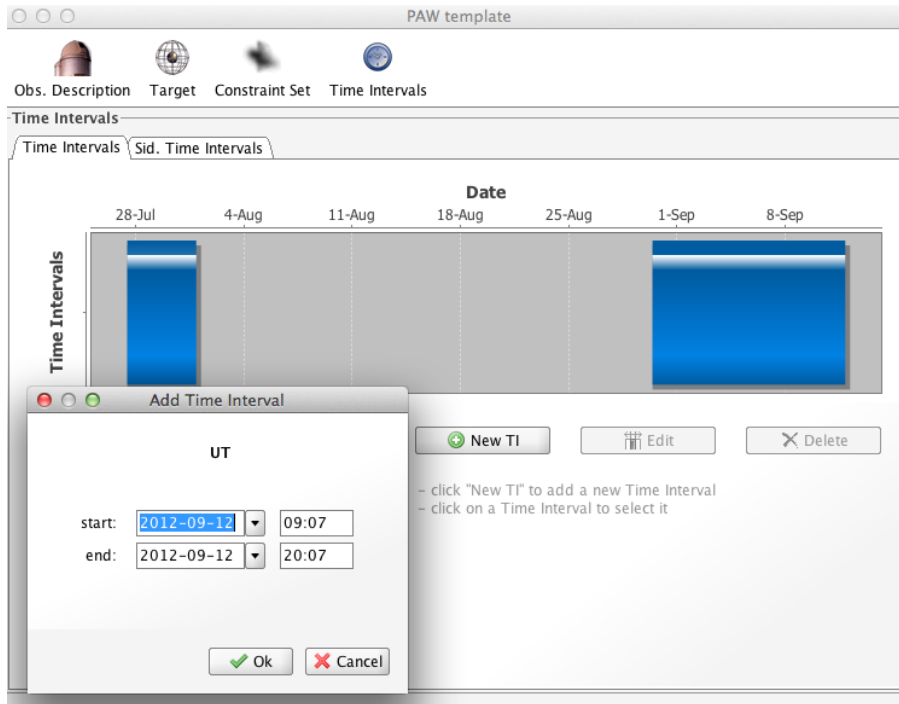 PAW template
Obs. Description Target Constraint Set Time Intervals
Time Intervals
Time Intervals Sid. Time Intervals
Date
28-Jul 4-Aug 11-Aug 18-Aug 25-Aug 1-Sep 8-Sep
Time Intervals
Add Time Interval
UT
start: 2012-09-12 09:07
end: 2012-09-12 20:07
Ok Cancel
New TI Edit Delete
- click "New TI" to add a new Time Interval
- click on a Time Interval to select it